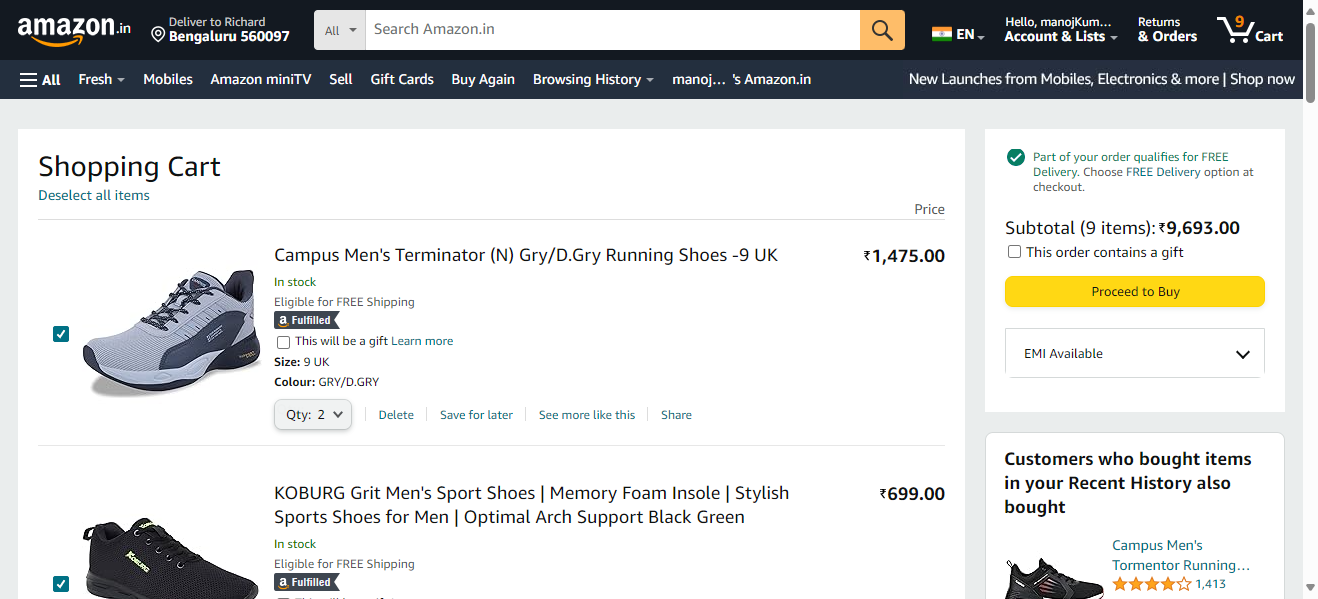 amazon.in
Deliver to Richard
Bengaluru 560097
All
Search Amazon.in
EN
Hello, manojKum...
Account & Lists
Returns
& Orders
9
Cart
All
Fresh
Mobiles
Amazon miniTV
Sell
Gift Cards
Buy Again
Browsing History
manoj... 's Amazon.in
New Launches from Mobiles, Electronics & more | Shop now
Shopping Cart
Deselect all items
Price
Campus Men's Terminator (N) Gry/D.Gry Running Shoes -9 UK
₹1,475.00
In stock
Eligible for FREE Shipping
a Fulfilled
This will be a gift Learn more
Size: 9 UK
Colour: GRY/D.GRY
Qty: 2
Delete
Save for later
See more like this
Share
KOBURG Grit Men's Sport Shoes | Memory Foam Insole | Stylish
Sports Shoes for Men | Optimal Arch Support Black Green
₹699.00
In stock
Eligible for FREE Shipping
a Fulfilled
KOBURG
Part of your order qualifies for FREE
Delivery. Choose FREE Delivery option at
checkout.
Subtotal (9 items): ₹9,693.00
This order contains a gift
Proceed to Buy
EMI Available
Customers who bought items
in your Recent History also
bought
Campus Men's
Tormentor Running...
1,413